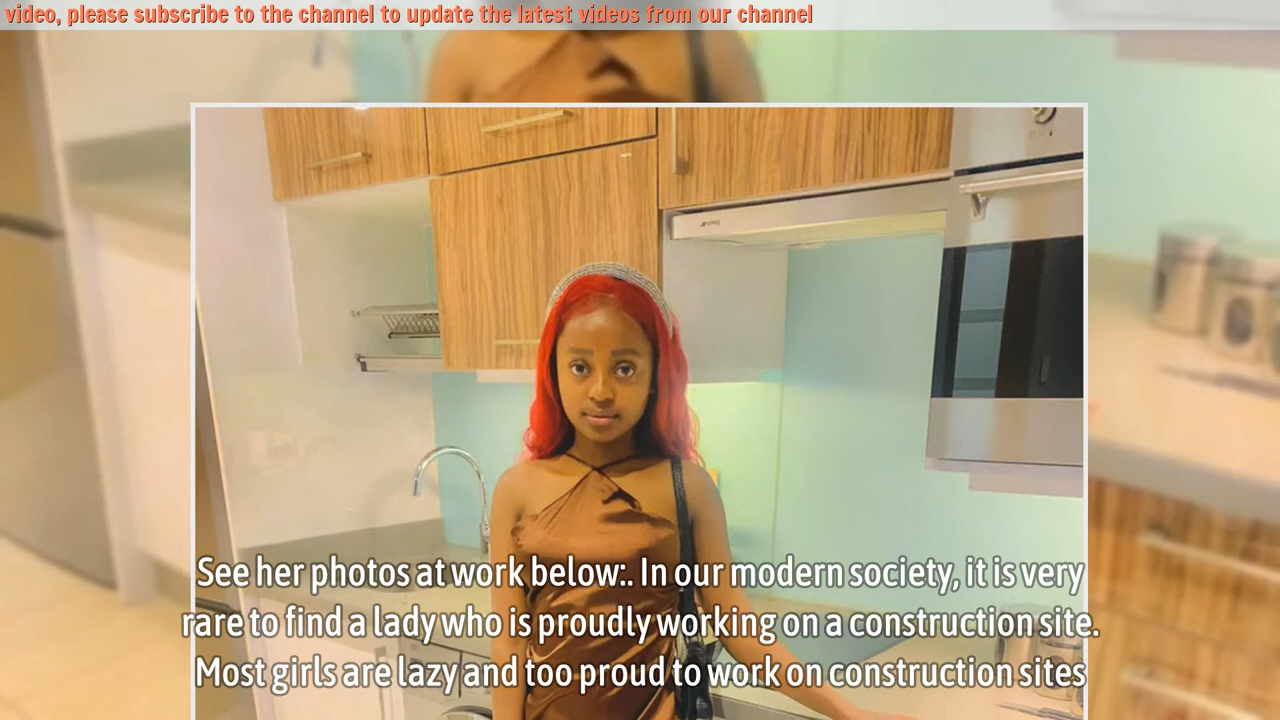 video, please subscribe to the channel to update the latest videos from our channel
See her photos at work below:. In our modern society, it is very
rare to find a lady who is proudly working on a construction site.
Most girls are lazy and too proud to work on construction sites